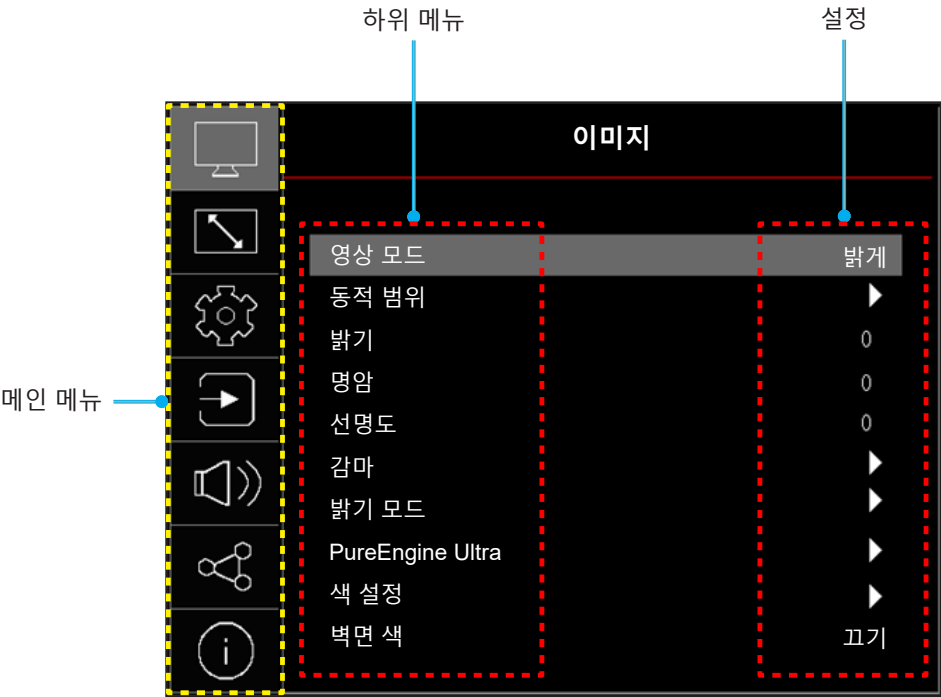 하위 메뉴
설정
이미지
영상 모드 밝게
동적 범위
밝기 0
명암 0
메인 메뉴
선명도 0
감마
밝기 모드
PureEngine Ultra
색 설정
벽면 색 끄기